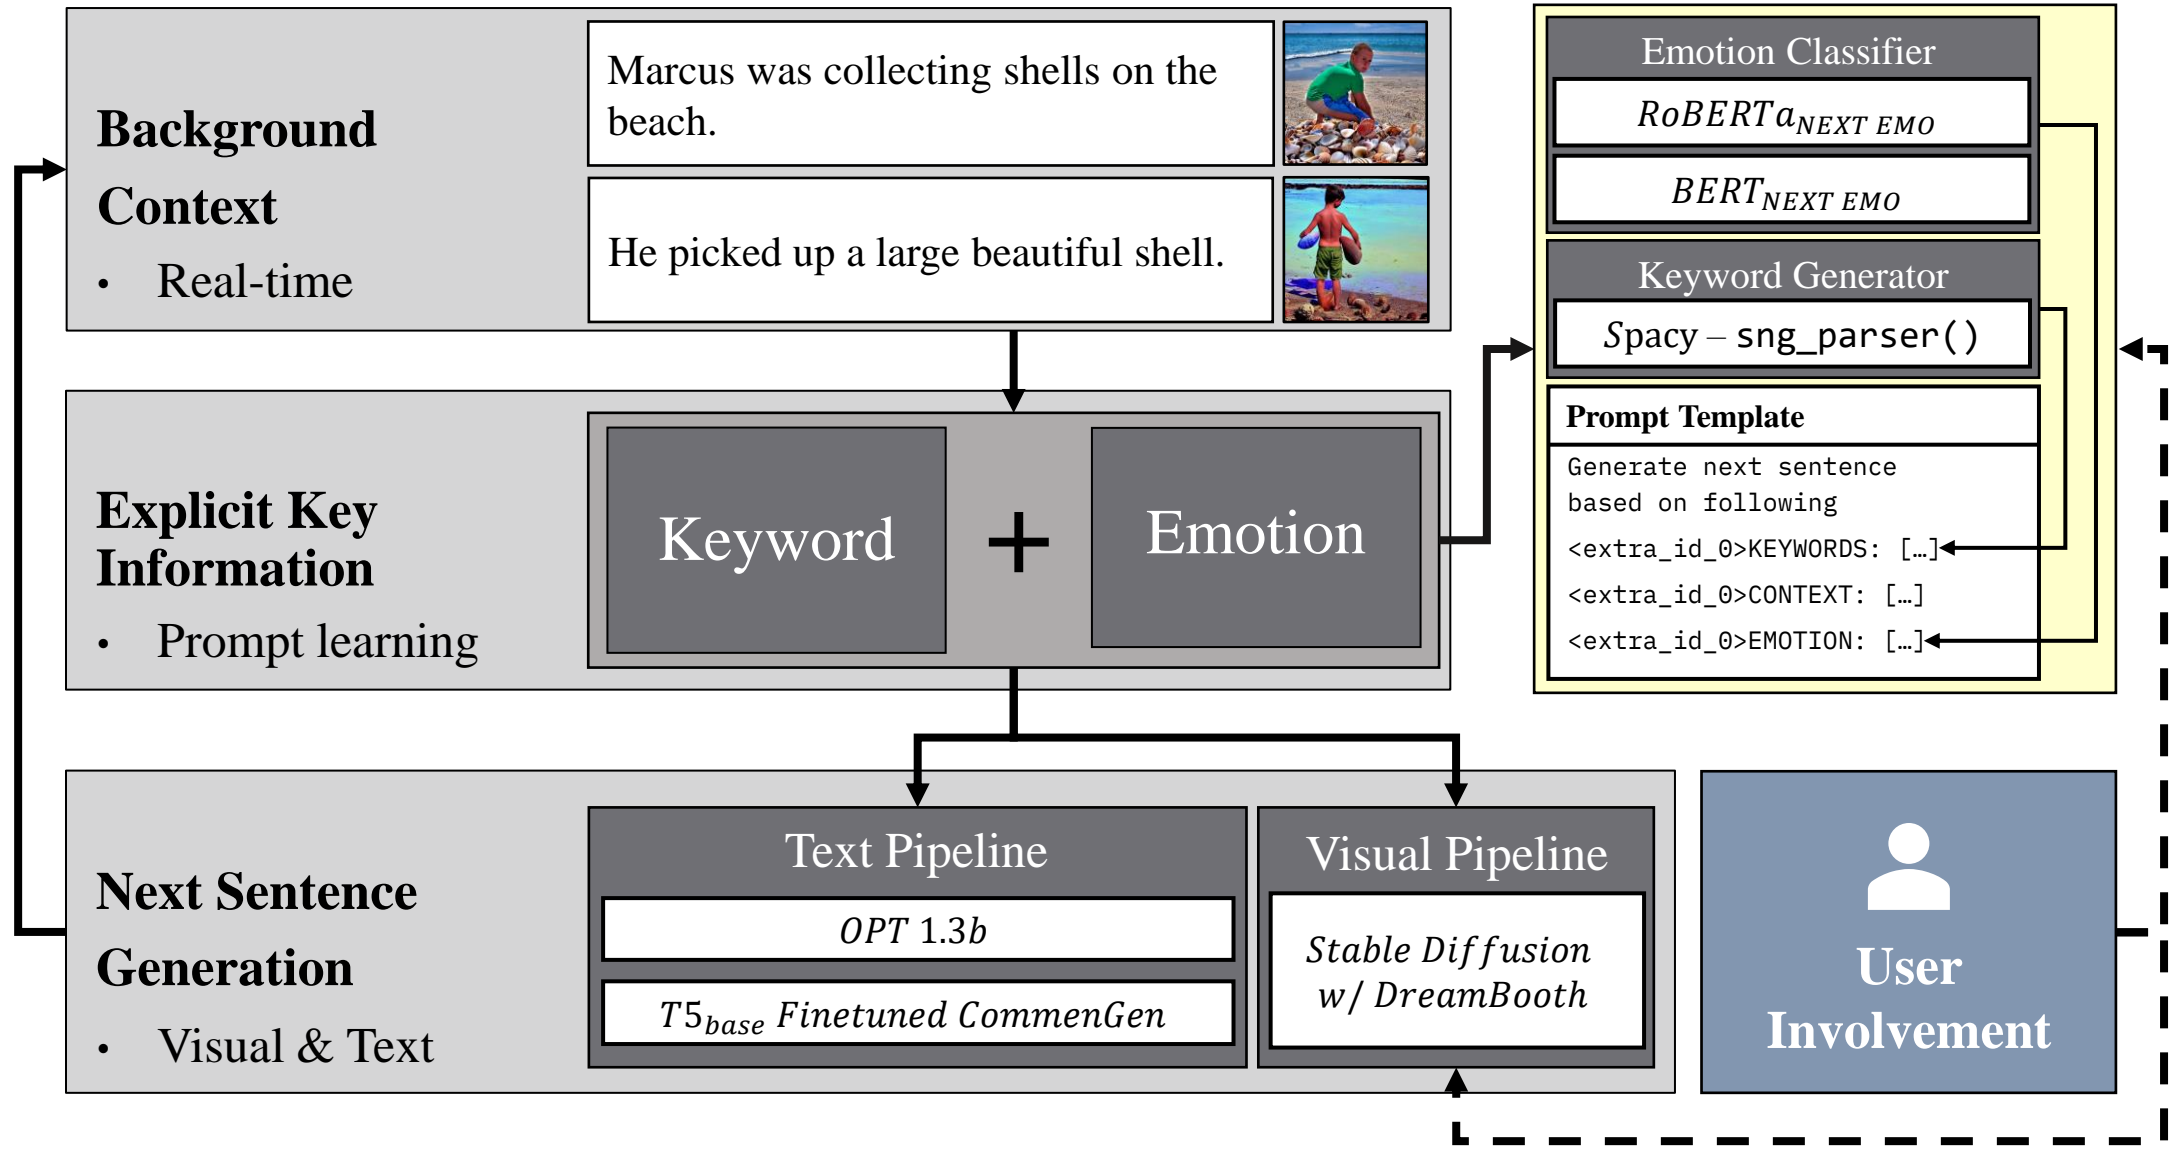 Background
Context
• Real-time
Marcus was collecting shells on the
beach.
He picked up a large beautiful shell.
Explicit Key
Information
• Prompt learning
Keyword
+
Emotion
Next Sentence
Generation
• Visual & Text
Text Pipeline
OPT 1.3b
T5base Finetuned CommenGen
Visual Pipeline
Stable Diffusion
w/ DreamBooth
Emotion Classifier
RoBERTaNEXT EMO
BERTNEXT EMO
Keyword Generator
Spacy – sng_parser()
Prompt Template
Generate next sentence
based on following
<extra_id_0>KEYWORDS: […]
<extra_id_0>CONTEXT: […]
<extra_id_0>EMOTION: […]
User
Involvement